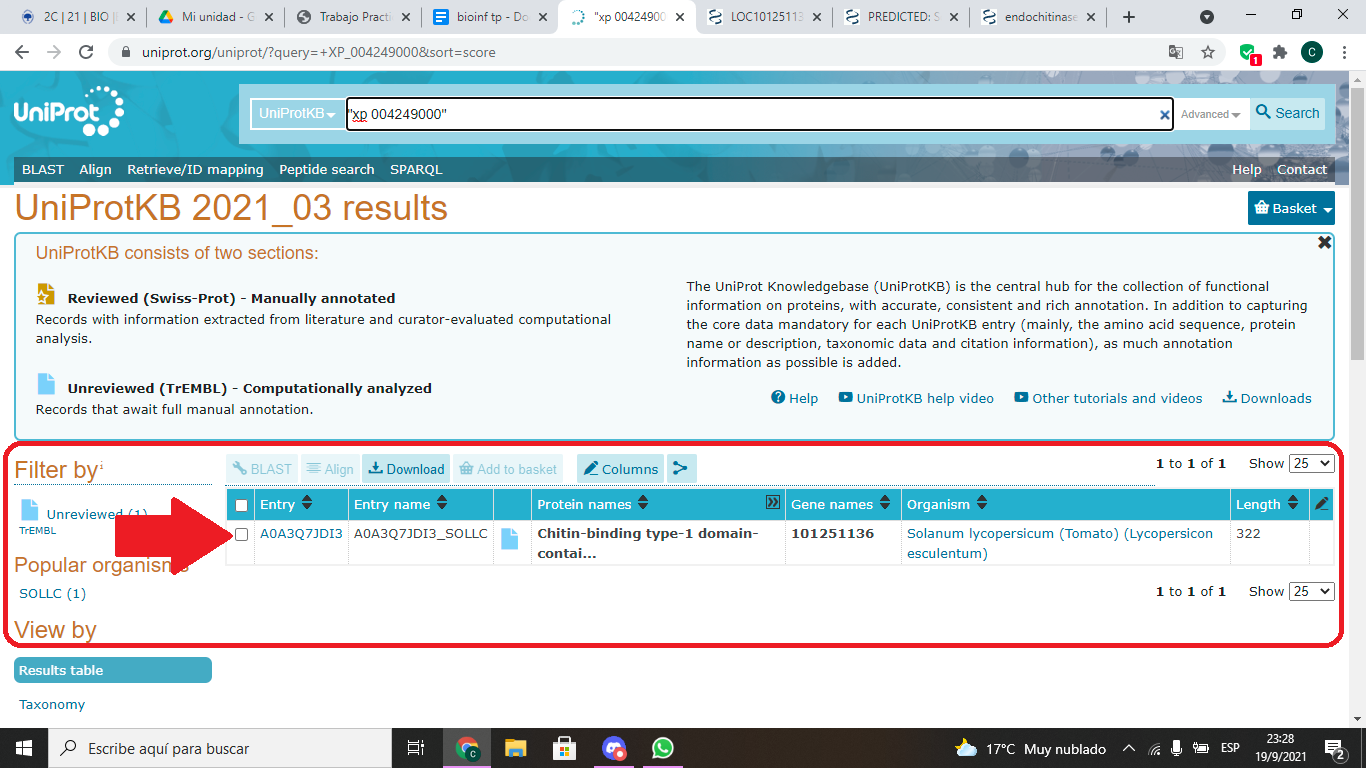 2C | 21 | BIO |
Mi unidad - G
Trabajo Practi
bioinf tp - Do
"xp 004249000
LOC10125113
PREDICTED: S
endochitinase
uniprot.org/uniprot/?query=+XP_004249000&sort=score
1
C
UniProt
UniProtKB
"xp 004249000"
Advanced
Search
BLAST Align Retrieve/ID mapping Peptide search SPARQL
Help Contact
UniProtKB 2021_03 results
Basket
UniProtKB consists of two sections:
Reviewed (Swiss-Prot) - Manually annotated
Records with information extracted from literature and curator-evaluated computational
analysis.
Unreviewed (TrEMBL) - Computationally analyzed
Records that await full manual annotation.
The UniProt Knowledgebase (UniProtKB) is the central hub for the collection of functional
information on proteins, with accurate, consistent and rich annotation. In addition to capturing
the core data mandatory for each UniProtKB entry (mainly, the amino acid sequence, protein
name or description, taxonomic data and citation information), as much annotation
information as possible is added.
Help UniProtKB help video Other tutorials and videos Downloads
Filter by i
Unreviewed (1)
TrEMBL
Popular organisms
SOLLC (1)
View by
Results table
Taxonomy
BLAST Align Download Add to basket Columns
1 to 1 of 1 Show 25
Entry Entry name Protein names Gene names Organism Length
A0A3Q7JDI3 A0A3Q7JDI3_SOLLC Chitin-binding type-1 domain- 101251136 Solanum lycopersicum (Tomato) (Lycopersicon 322
contai... esculentum)
1 to 1 of 1 Show 25
Escribe aquí para buscar
17°C Muy nublado
ESP
23:28
19/9/2021
2